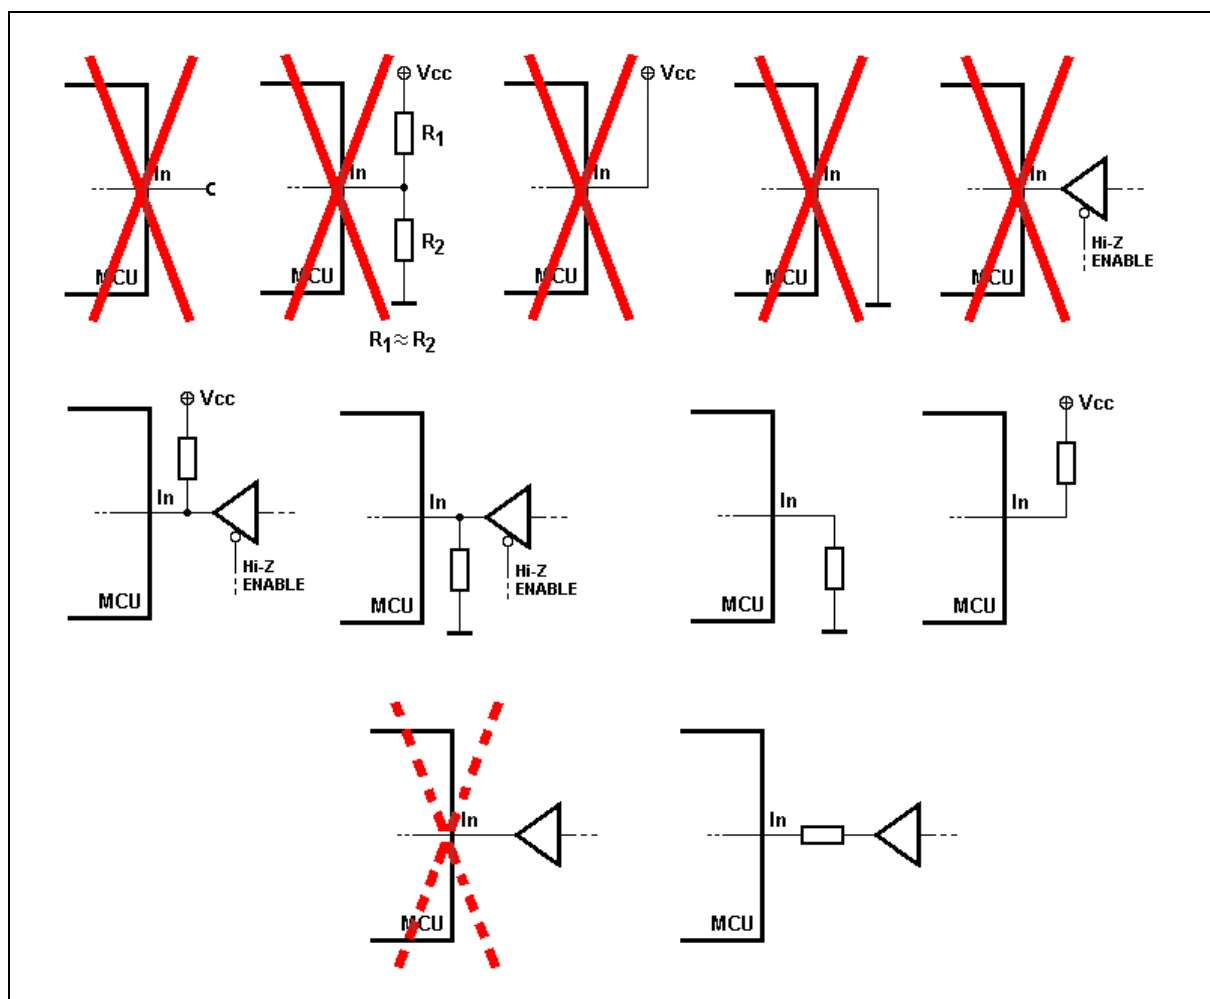 In
MCU
Vcc
R1
In
R2
MCU
R1≈R2
Vcc
In
MCU
In
MCU
In
Hi-Z
ENABLE
MCU
Vcc
In
Hi-Z
ENABLE
MCU
In
Hi-Z
ENABLE
MCU
In
MCU
Vcc
In
MCU
In
MCU
In
MCU